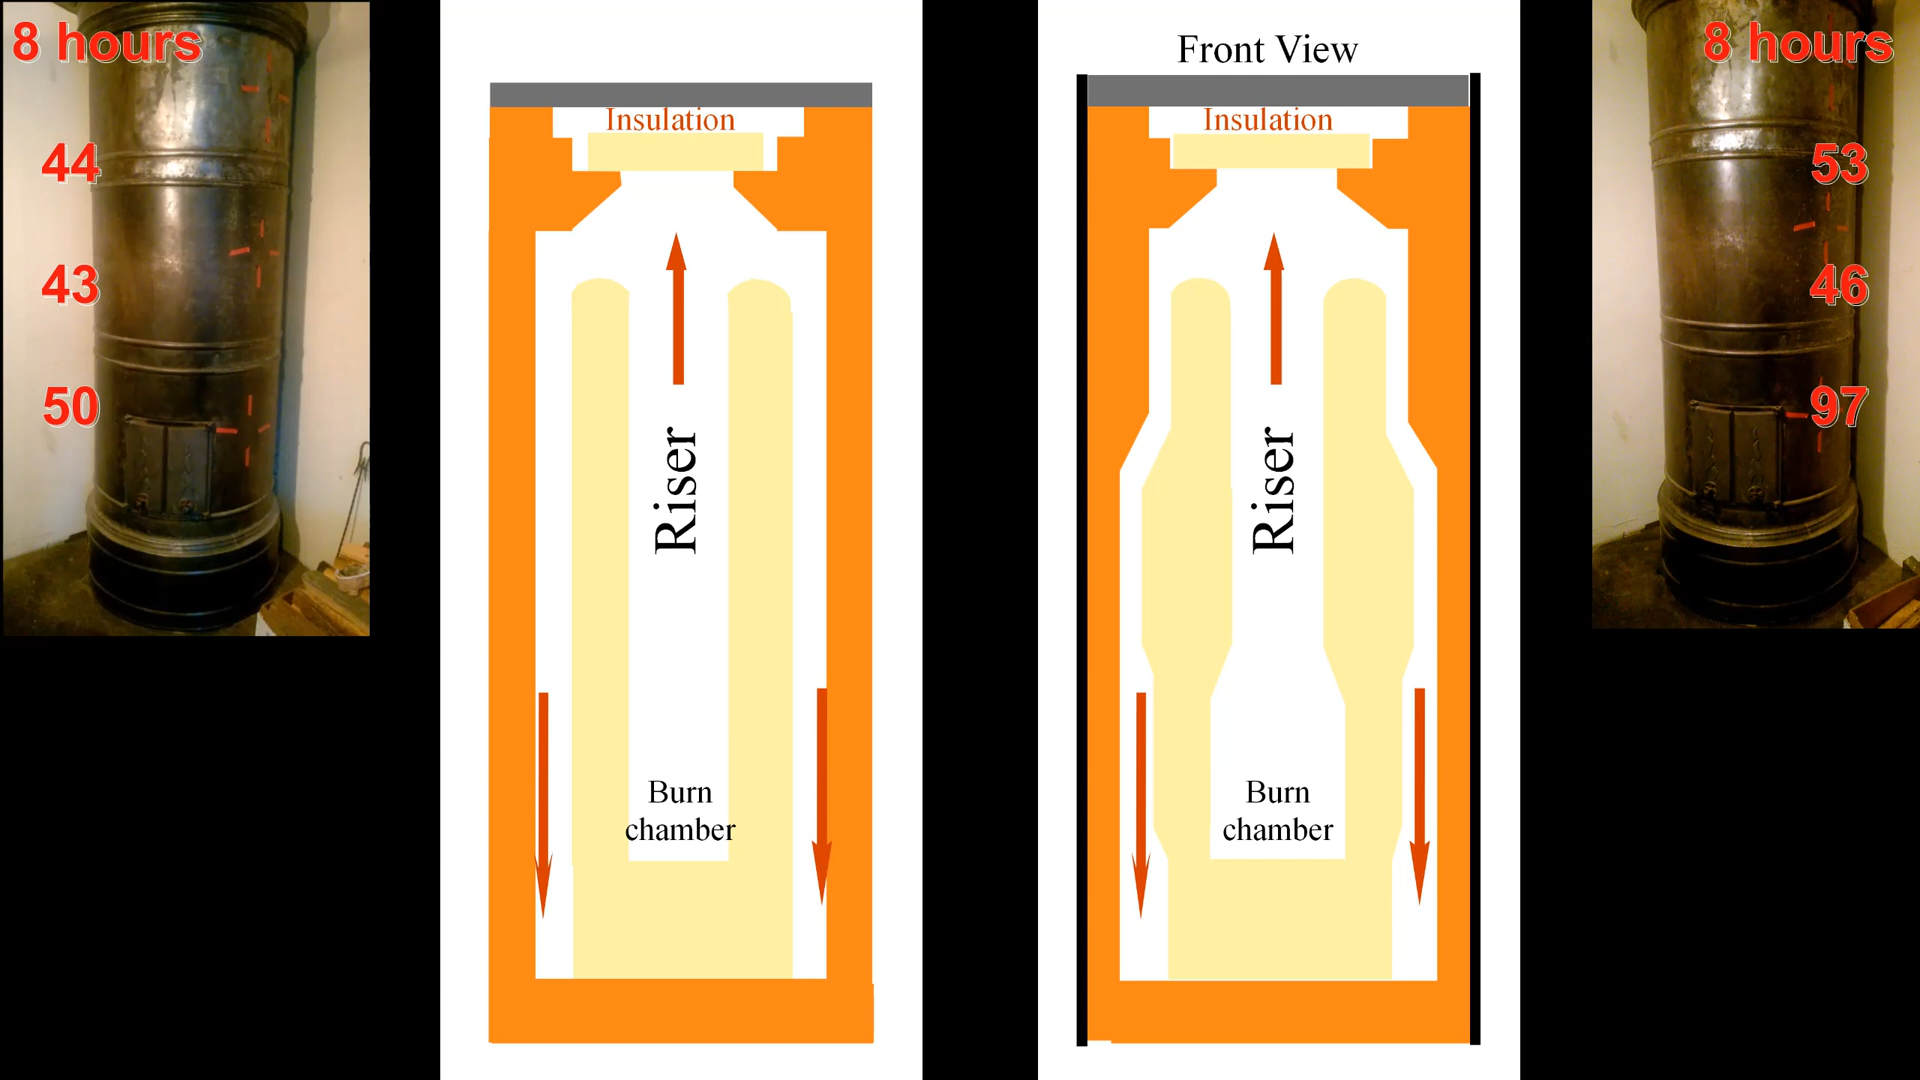 8 hours
44
43
50
Insulation
Riser
Burn
chamber
Front View
Insulation
Riser
Burn
chamber
8 hours
53
46
97